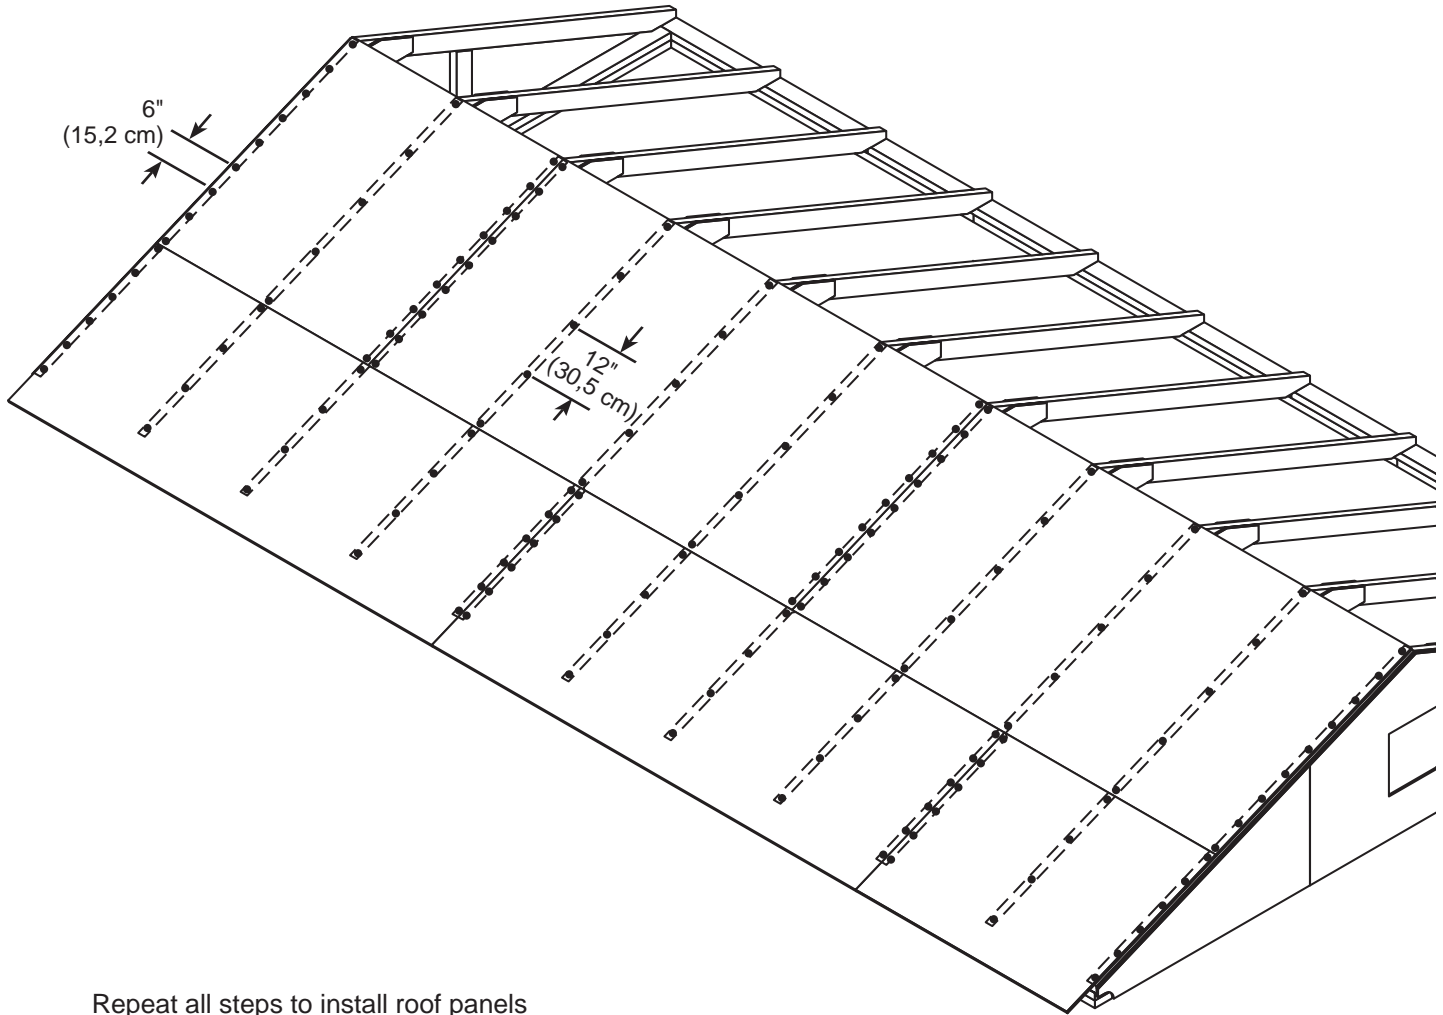 6"
(15,2 cm)
12"
(30,5 cm)
Repeat all steps to install roof panels